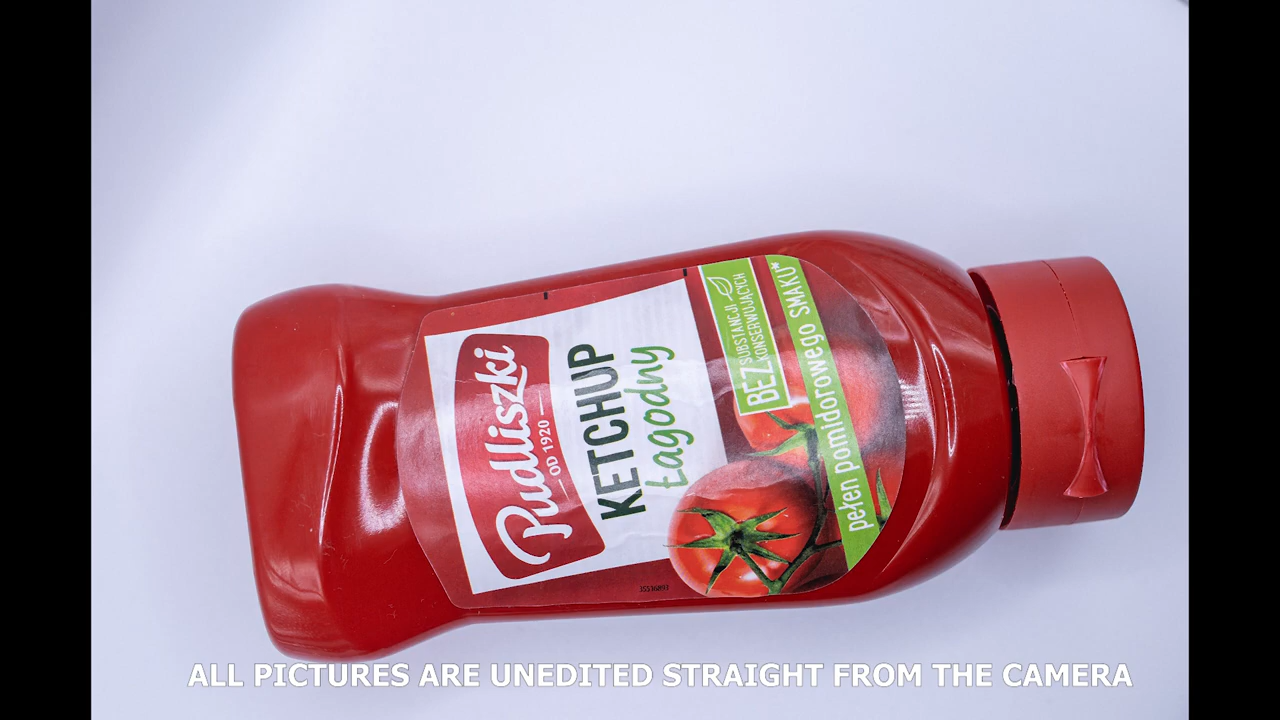 Pudliszki
OD 1920
KETCHUP
Łagodny
BEZ SUBSTANCJI
KONSERWUJĄCYCH
pełen pomidorowego SMAKU*
35536893
ALL PICTURES ARE UNEDITED STRAIGHT FROM THE CAMERA